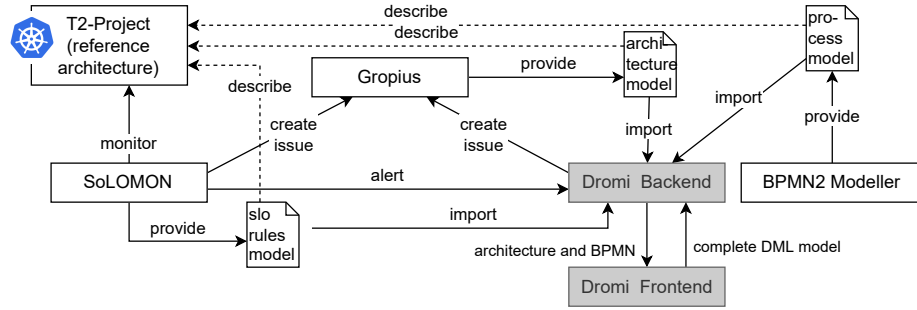 T2-Project
(reference
architecture)
describe
describe
describe
pro-
cess
model
archi
tecture
model
Gropius
provide
import
import
provide
monitor
create
issue
create
issue
SoLOMON
alert
Dromi Backend
BPMN2 Modeller
provide
slo
rules
model
import
architecture and BPMN
complete DML model
Dromi Frontend